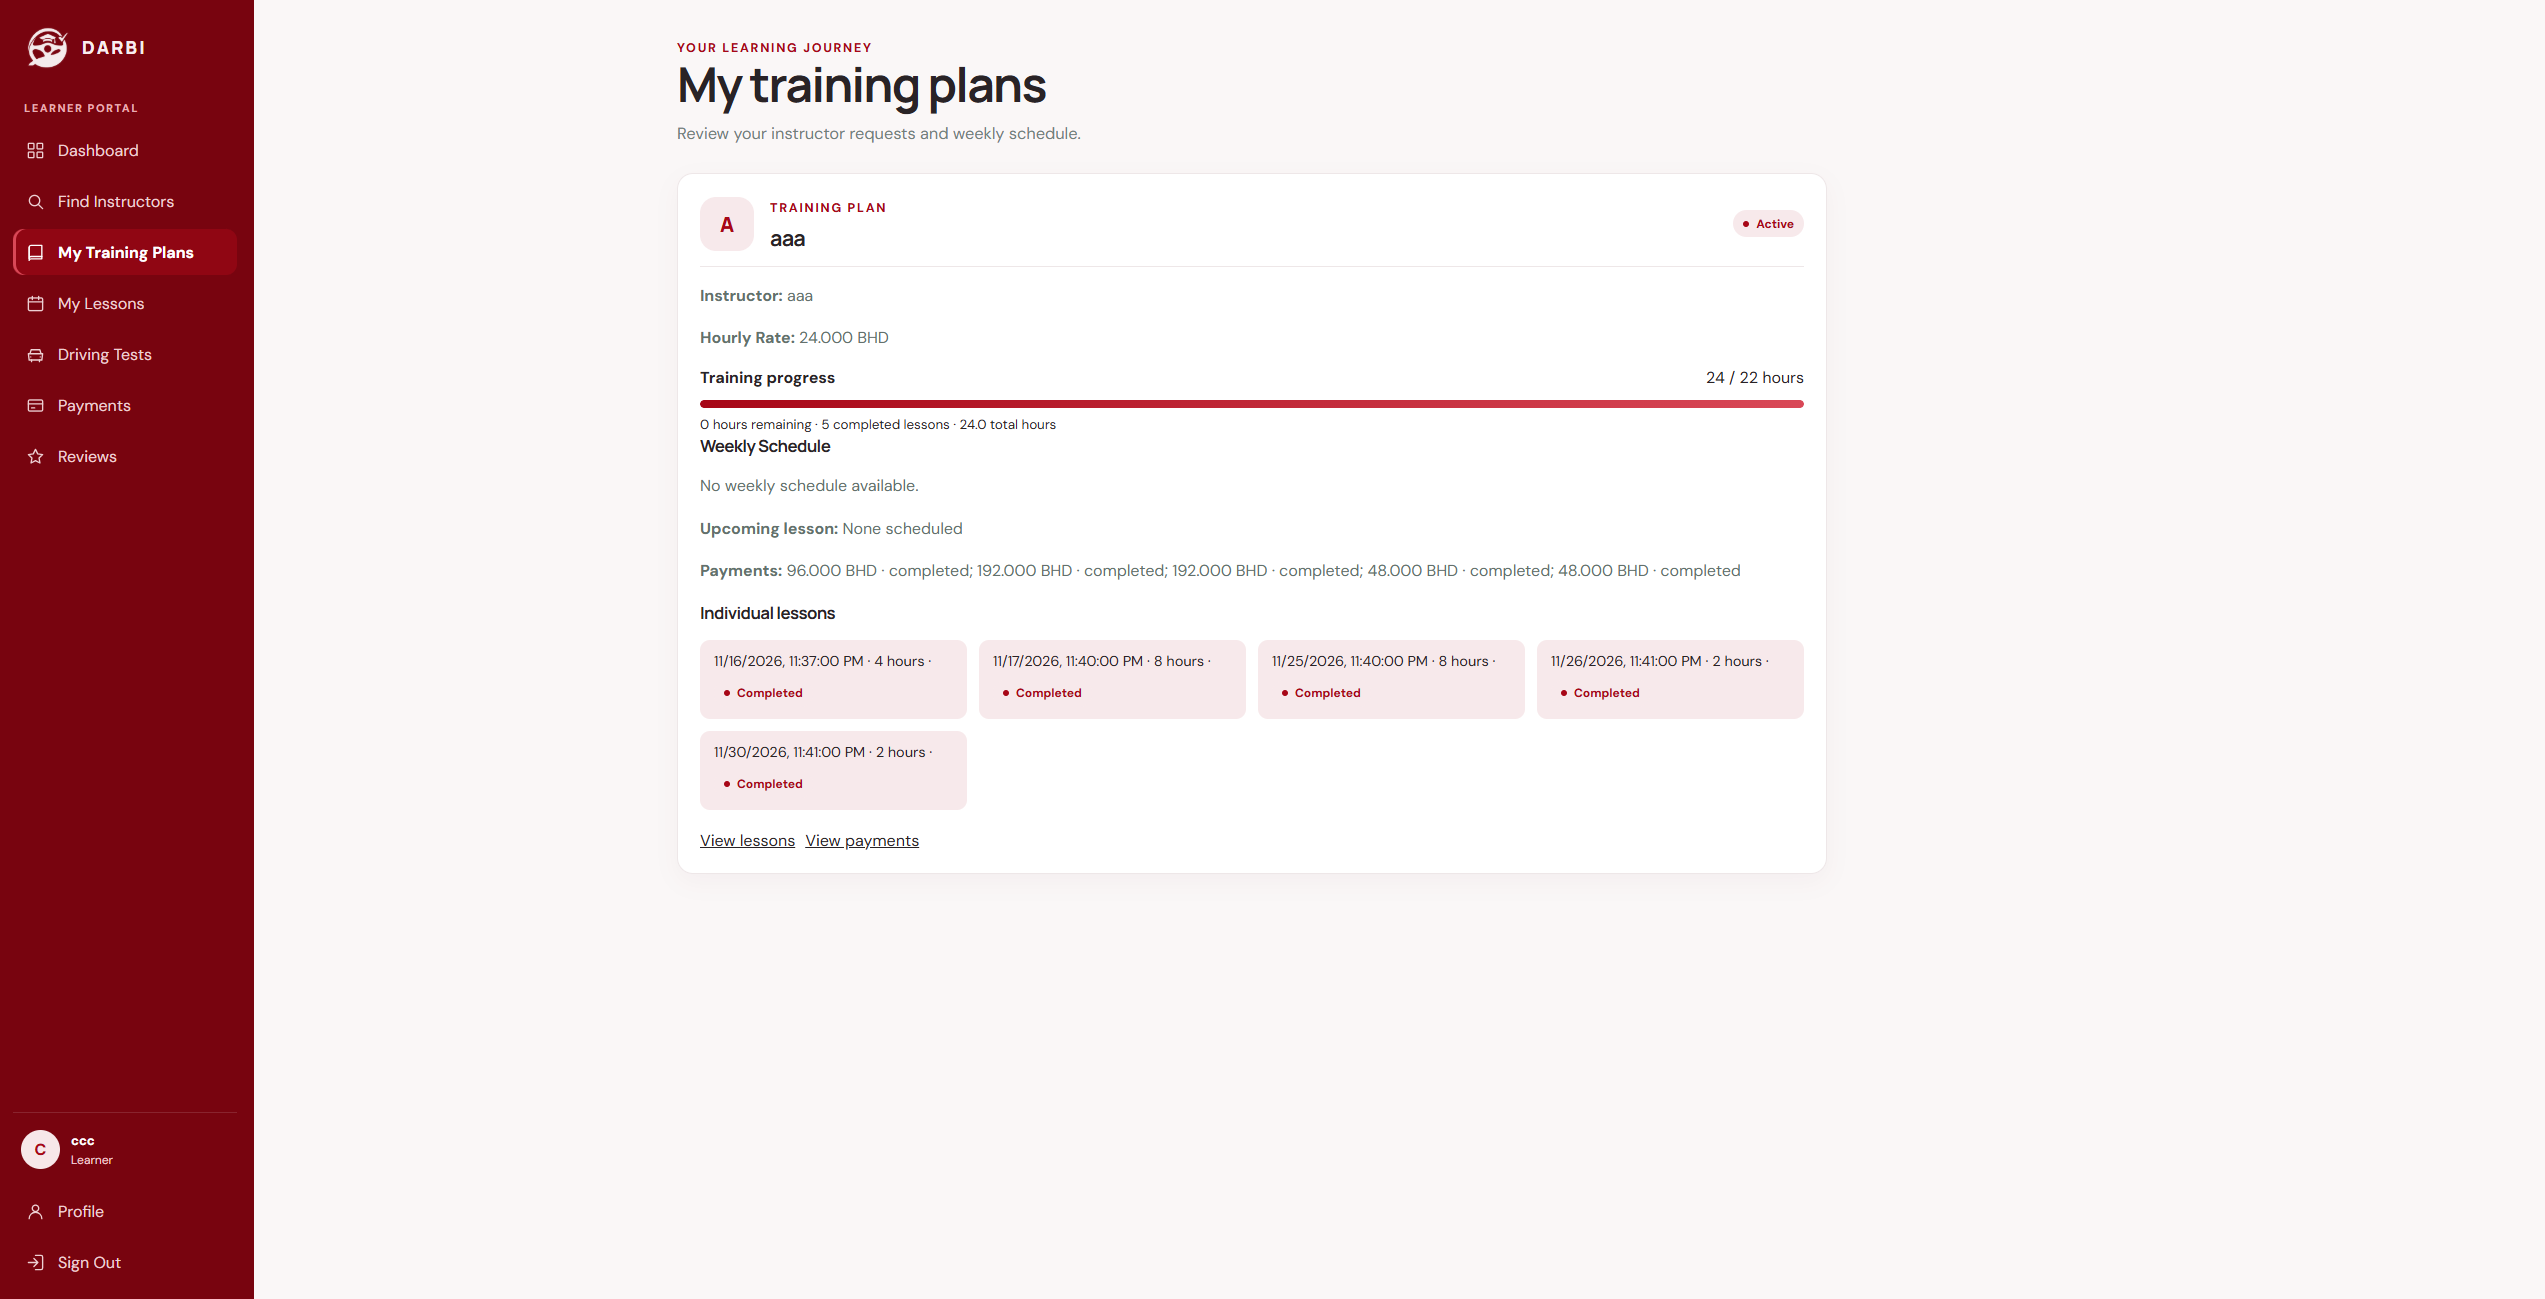 DARBI
LEARNER PORTAL
Dashboard
Find Instructors
My Training Plans
My Lessons
Driving Tests
Payments
Reviews
C
ccc
Learner
Profile
Sign Out
YOUR LEARNING JOURNEY
My training plans
Review your instructor requests and weekly schedule.
A
TRAINING PLAN
aaa
Active
Instructor: aaa
Hourly Rate: 24.000 BHD
Training progress
24 / 22 hours
0 hours remaining · 5 completed lessons · 24.0 total hours
Weekly Schedule
No weekly schedule available.
Upcoming lesson: None scheduled
Payments: 96.000 BHD · completed; 192.000 BHD · completed; 192.000 BHD · completed; 48.000 BHD · completed; 48.000 BHD · completed
Individual lessons
11/16/2026, 11:37:00 PM · 4 hours ·
Completed
11/17/2026, 11:40:00 PM · 8 hours ·
Completed
11/25/2026, 11:40:00 PM · 8 hours ·
Completed
11/26/2026, 11:41:00 PM · 2 hours ·
Completed
11/30/2026, 11:41:00 PM · 2 hours ·
Completed
View lessons View payments